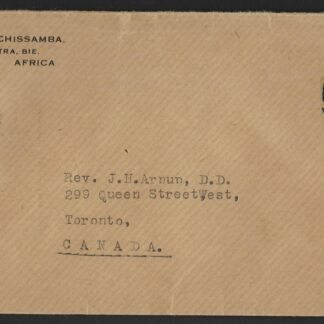 CHISSAMBA,
TRA. BIE.
AFRICA
Rev. J.H.Arnup, D.D.
299 Queen StreetWest,
Toronto,
CANADA.